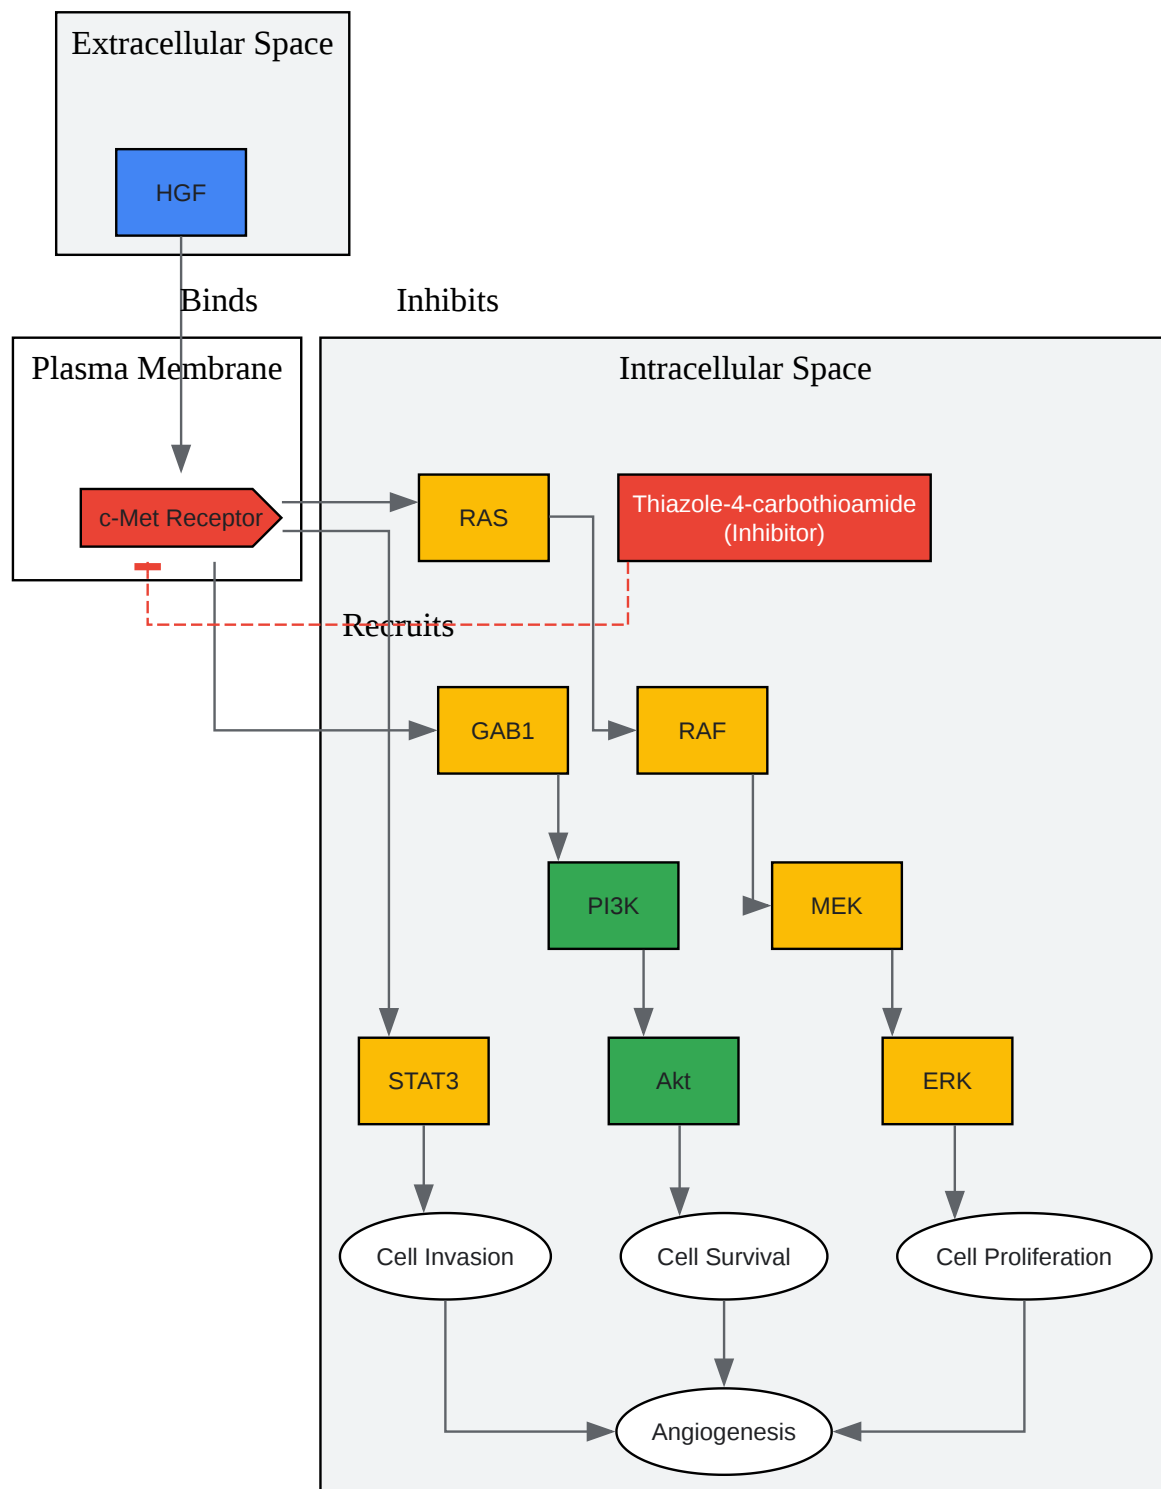 Extracellular Space
HGF
Binds
Inhibits
Plasma Membrane
Intracellular Space
c-Met Receptor
RAS
Thiazole-4-carbothioamide
(Inhibitor)
Recruits
GAB1
RAF
PI3K
MEK
STAT3
Akt
ERK
Cell Invasion
Cell Survival
Cell Proliferation
Angiogenesis